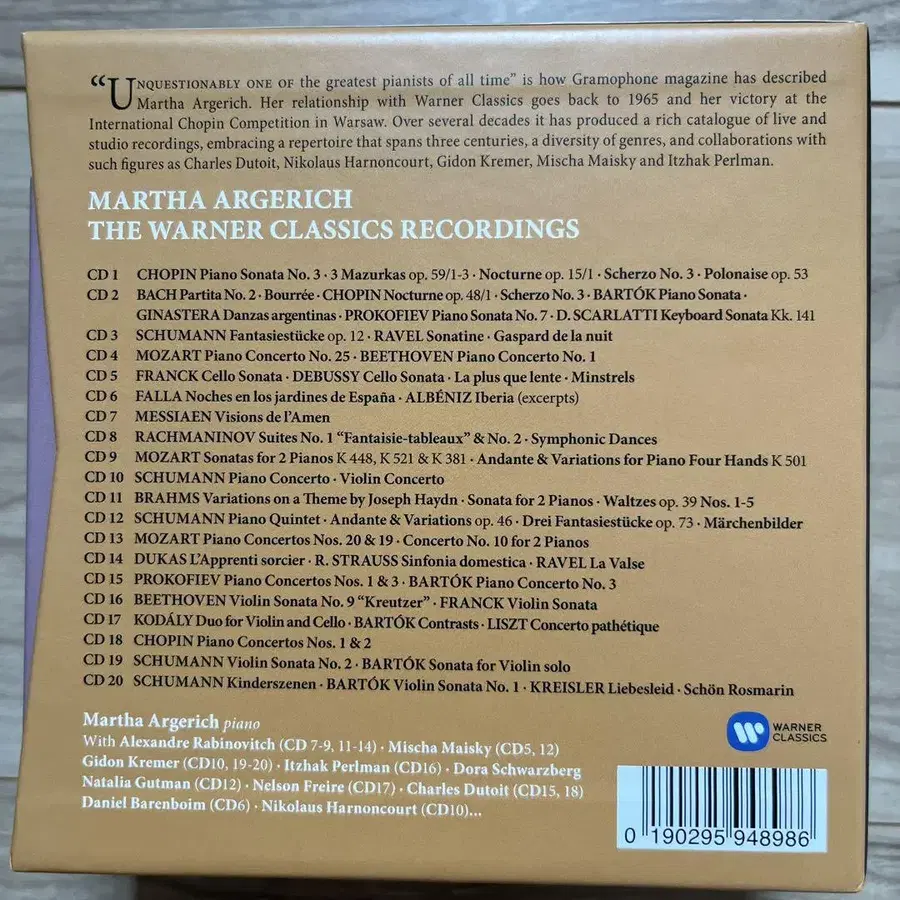 “UNQUESTIONABLY ONE OF the greatest pianists of all time” is how Gramophone magazine has described
Martha Argerich. Her relationship with Warner Classics goes back to 1965 and her victory at the
International Chopin Competition in Warsaw. Over several decades it has produced a rich catalogue of live and
studio recordings, embracing a repertoire that spans three centuries, a diversity of genres, and collaborations with
such figures as Charles Dutoit, Nikolaus Harnoncourt, Gidon Kremer, Mischa Maisky and Itzhak Perlman.
MARTHA ARGERICH
THE WARNER CLASSICS RECORDINGS
CD 1 CHOPIN Piano Sonata No. 3 · 3 Mazurkas op. 59/1-3 · Nocturne op. 15/1 · Scherzo No. 3 · Polonaise op. 53
CD 2 BACH Partita No. 2 · Bourrée · CHOPIN Nocturne op. 48/1 · Scherzo No. 3 · BARTÓK Piano Sonata ·
GINASTERA Danzas argentinas · PROKOFIEV Piano Sonata No. 7 · D. SCARLATTI Keyboard Sonata Kk. 141
CD 3 SCHUMANN Fantasiestücke op. 12 · RAVEL Sonatine · Gaspard de la nuit
CD 4 MOZART Piano Concerto No. 25 · BEETHOVEN Piano Concerto No. 1
CD 5 FRANCK Cello Sonata · DEBUSSY Cello Sonata · La plus que lente · Minstrels
CD 6 FALLA Noches en los jardines de España · ALBÉNIZ Iberia (excerpts)
CD 7 MESSIAEN Visions de l’Amen
CD 8 RACHMANINOV Suites No. 1 “Fantaisie-tableaux” & No. 2 · Symphonic Dances
CD 9 MOZART Sonatas for 2 Pianos K 448, K 521 & K 381 · Andante & Variations for Piano Four Hands K 501
CD 10 SCHUMANN Piano Concerto · Violin Concerto
CD 11 BRAHMS Variations on a Theme by Joseph Haydn · Sonata for 2 Pianos · Waltzes op. 39 Nos. 1-5
CD 12 SCHUMANN Piano Quintet · Andante & Variations op. 46 · Drei Fantasiestücke op. 73 · Märchenbilder
CD 13 MOZART Piano Concertos Nos. 20 & 19 · Concerto No. 10 for 2 Pianos
CD 14 DUKAS L’Apprenti sorcier · R. STRAUSS Sinfonia domestica · RAVEL La Valse
CD 15 PROKOFIEV Piano Concertos Nos. 1 & 3 · BARTÓK Piano Concerto No. 3
CD 16 BEETHOVEN Violin Sonata No. 9 “Kreutzer” · FRANCK Violin Sonata
CD 17 KODÁLY Duo for Violin and Cello · BARTÓK Contrasts · LISZT Concerto pathétique
CD 18 CHOPIN Piano Concertos Nos. 1 & 2
CD 19 SCHUMANN Violin Sonata No. 2 · BARTÓK Sonata for Violin solo
CD 20 SCHUMANN Kinderszenen · BARTÓK Violin Sonata No. 1 · KREISLER Liebesleid · Schön Rosmarin
Martha Argerich piano
With Alexandre Rabinovitch (CD 7-9, 11-14) · Mischa Maisky (CD5, 12)
Gidon Kremer (CD10, 19-20) · Itzhak Perlman (CD16) · Dora Schwarzberg
Natalia Gutman (CD12) · Nelson Freire (CD17) · Charles Dutoit (CD15, 18)
Daniel Barenboim (CD6) · Nikolaus Harnoncourt (CD10)...
WARNER
CLASSICS
0 190295 948986